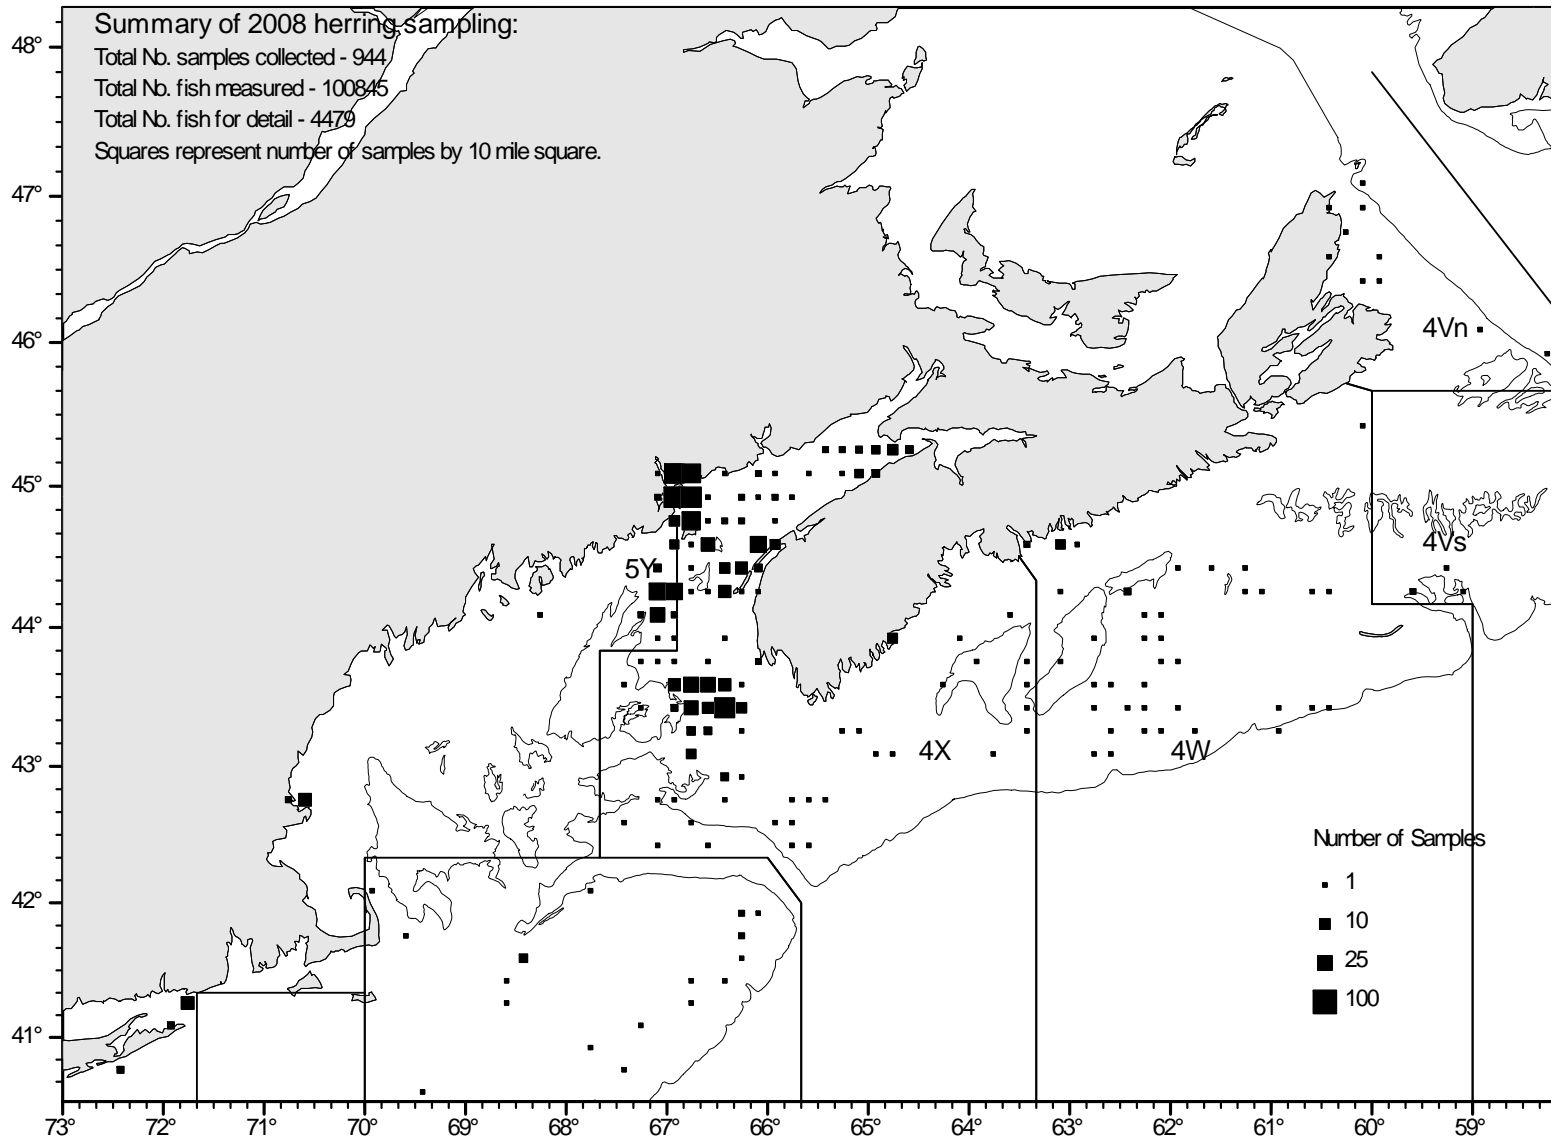 Summary of 2008 herring sampling:
Total No. samples collected - 944
Total No. fish measured - 100845
Total No. fish for detail - 4479
Squares represent number of samples by 10 mile square.
48°
47°
46°
45°
44°
43°
42°
41°
4Vn
4Vs
5Y
4X
4W
Number of Samples
1
10
25
100
73° 72° 71° 70° 69° 68° 67° 66° 65° 64° 63° 62° 61° 60° 59°